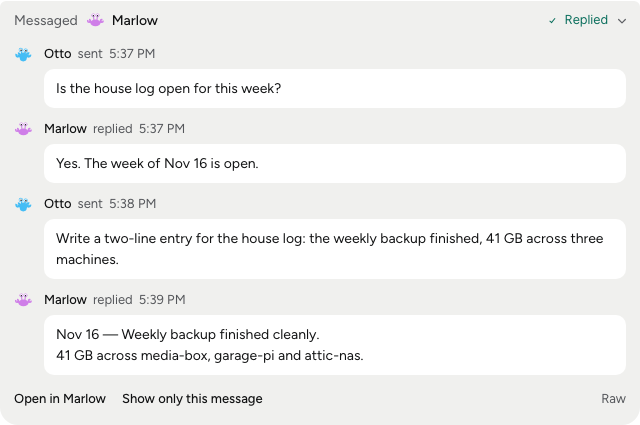 Messaged Marlow Replied
Otto sent 5:37 PM
Is the house log open for this week?
Marlow replied 5:37 PM
Yes. The week of Nov 16 is open.
Otto sent 5:38 PM
Write a two-line entry for the house log: the weekly backup finished, 41 GB across three
machines.
Marlow replied 5:39 PM
Nov 16 — Weekly backup finished cleanly.
41 GB across media-box, garage-pi and attic-nas.
Open in Marlow Show only this message Raw